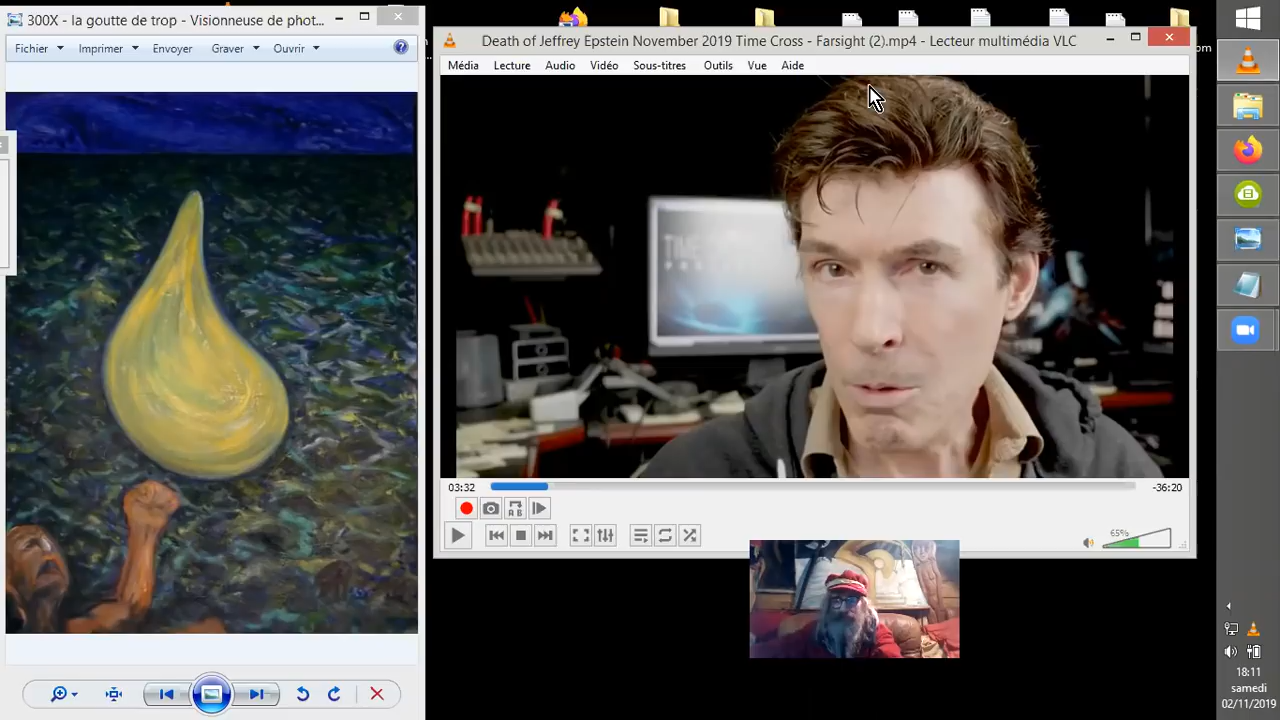 300X - la goutte de trop - Visionneuse de phot...
Fichier Imprimer Envoyer Graver Ouvrir
Death of Jeffrey Epstein November 2019 Time Cross - Farsight (2).mp4 - Lecteur multimédia VLC
Média Lecture Audio Vidéo Sous-titres Outils Vue Aide
TIME
03:32
-36:20
A B
65%
om
18:11
samedi
02/11/2019